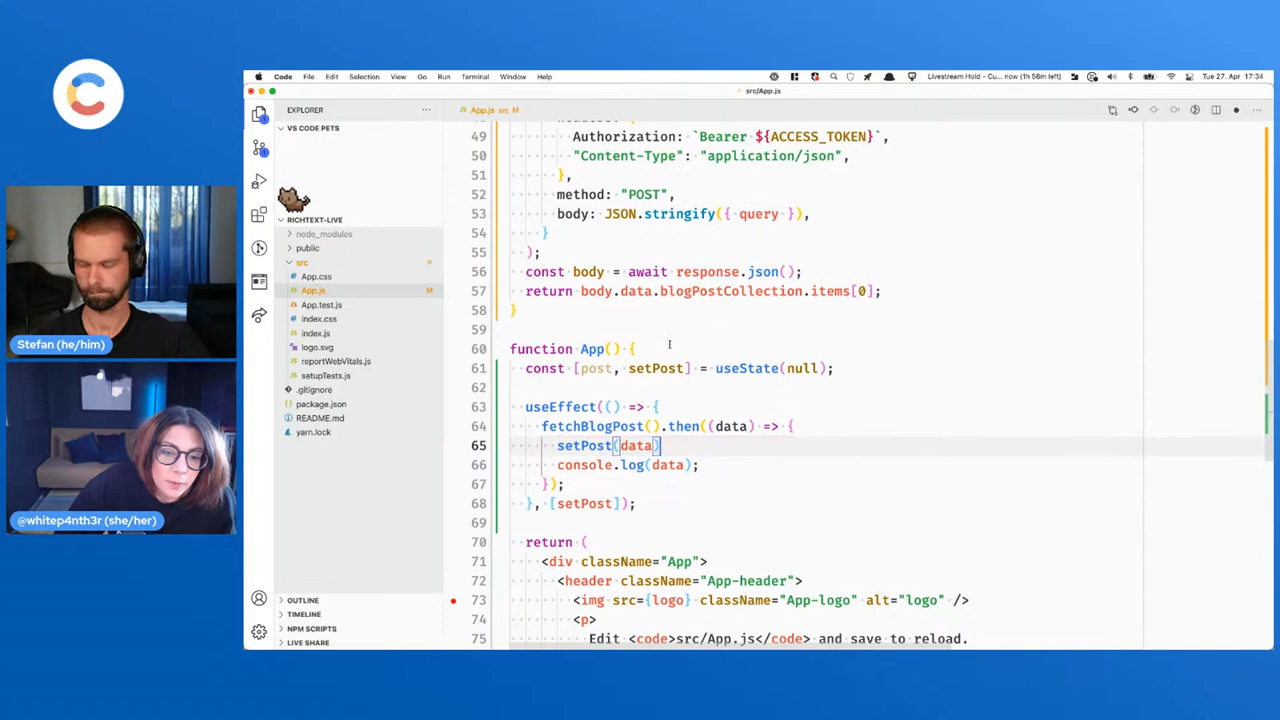 Code File Edit Selection View Go Run Terminal Window Help
Livestream Hold - Cu... now (1h 56m left)
Tue 27. Apr 17:34
src/App.js
EXPLORER
App.js src M
VS CODE PETS
RICHTEXT-LIVE
node_modules
public
src
App.css
App.js M
App.test.js
index.css
index.js
logo.svg
reportWebVitals.js
setupTests.js
.gitignore
package.json
README.md
yarn.lock
OUTLINE
TIMELINE
NPM SCRIPTS
LIVE SHARE
49 Authorization: `Bearer ${ACCESS_TOKEN}`,
50 "Content-Type": "application/json",
51 },
52 method: "POST",
53 body: JSON.stringify({ query }),
54 }
55 );
56 const body = await response.json();
57 return body.data.blogPostCollection.items[0];
58 }
59
60 function App() {
61 const [post, setPost] = useState(null);
62
63 useEffect(() => {
64 fetchBlogPost().then((data) => {
65 setPost(data)
66 console.log(data);
67 });
68 }, [setPost]);
69
70 return (
71 <div className="App">
72 <header className="App-header">
73 <img src={logo} className="App-logo" alt="logo" />
74 <p>
75 Edit <code>src/App.js</code> and save to reload.
Stefan (he/him)
@whitep4nth3r (she/her)